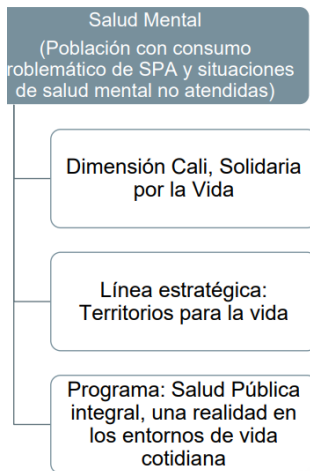 Salud Mental
(Población con consumo
roblemático de SPA y situaciones
de salud mental no atendidas)
Dimensión Cali, Solidaria
por la Vida
Línea estratégica:
Territorios para la vida
Programa: Salud Pública
integral, una realidad en
los entornos de vida
cotidiana